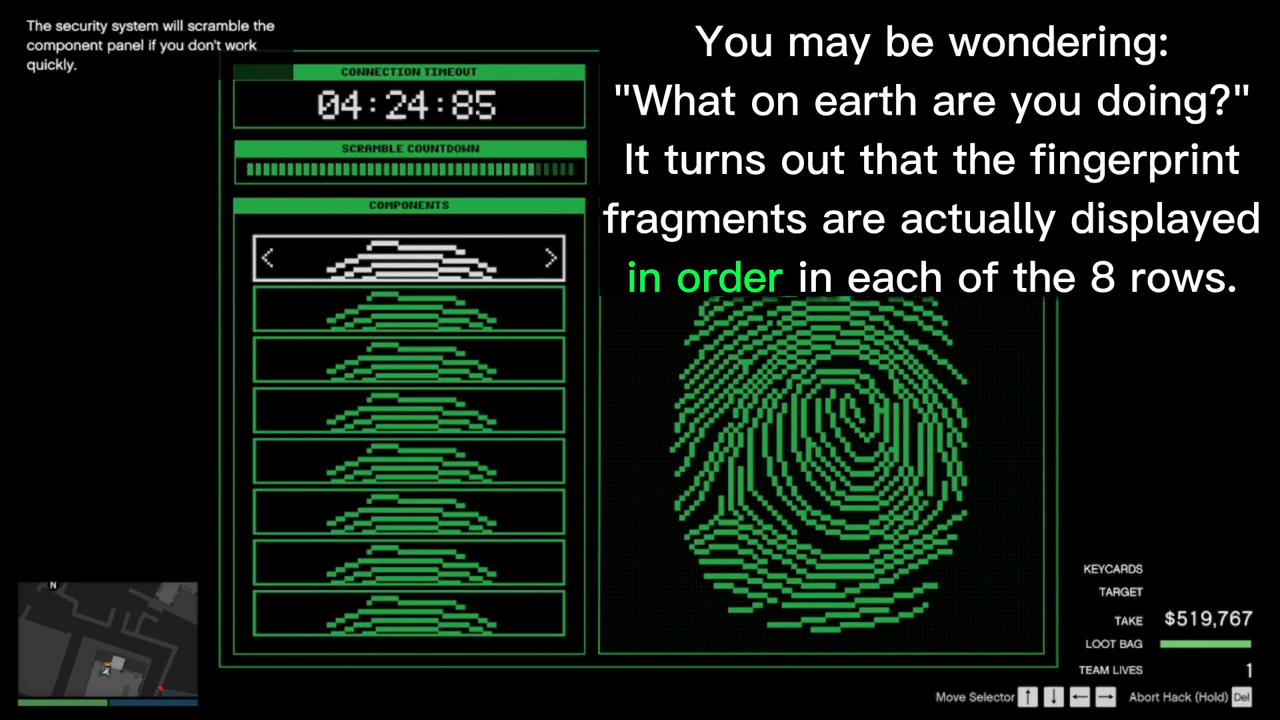 The security system will scramble the
component panel if you don't work
quickly.
You may be wondering:
"What on earth are you doing?"
It turns out that the fingerprint
fragments are actually displayed
in order in each of the 8 rows.
CONNECTION TIMEOUT
04:24:85
SCRAMBLE COUNTDOWN
COMPONENTS
< >
N
KEYCARDS
TARGET
TAKE $519,767
LOOT BAG
TEAM LIVES 1
Move Selector ↑ ↓ ← → Abort Hack (Hold) Del